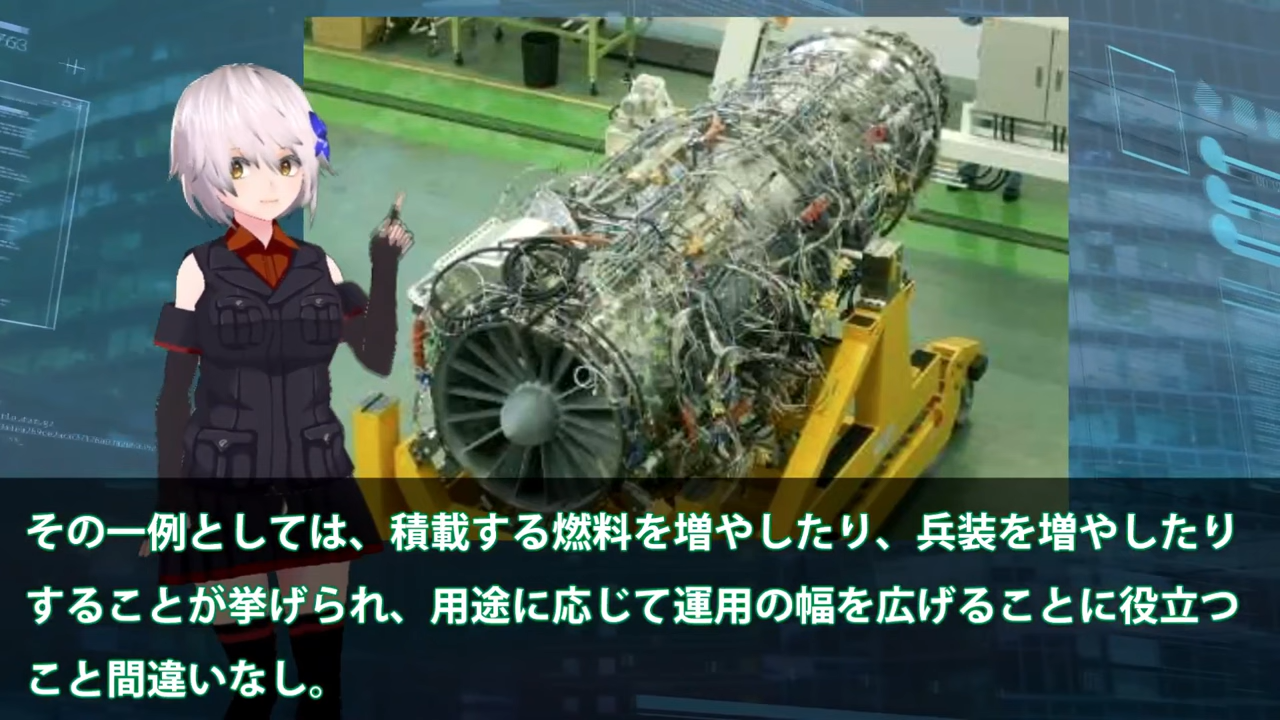 その一例としては、積載する燃料を増やしたり、兵装を増やしたり
することが挙げられ、用途に応じて運用の幅を広げることに役立つ
こと間違いなし。